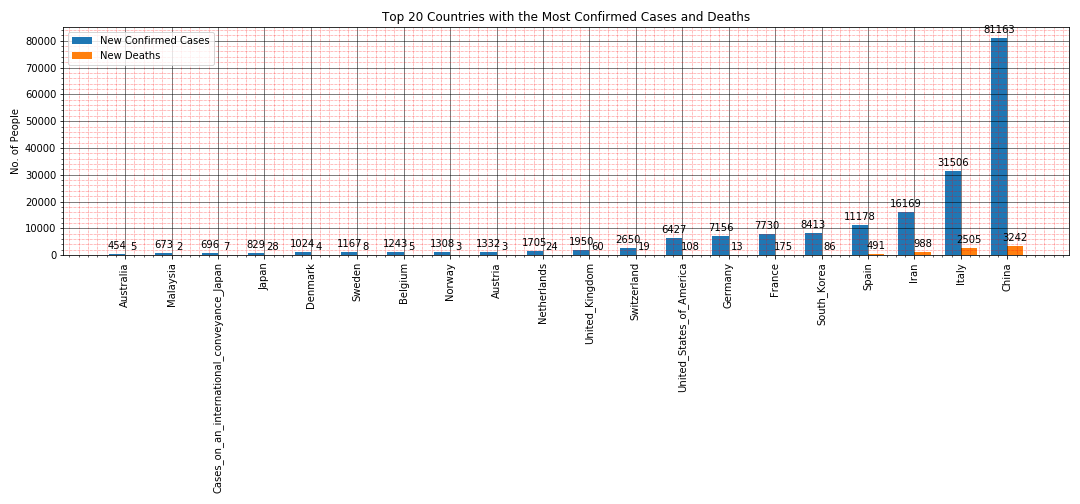 Top 20 Countries with the Most Confirmed Cases and Deaths
New Confirmed Cases
New Deaths
No. of People
80000
70000
60000
50000
40000
30000
20000
10000
0
454 5
673 2
696 7
829 28
1024 4
1167 8
1243 5
1308 3
1332 3
1705 24
1950 60
2650 19
6427 108
7156 13
7730 175
8413 86
11178 491
16169 988
31506 2505
81163 3242
Australia
Malaysia
Cases_on_an_international_conveyance_Japan
Japan
Denmark
Sweden
Belgium
Norway
Austria
Netherlands
United_Kingdom
Switzerland
United_States_of_America
Germany
France
South_Korea
Spain
Iran
Italy
China